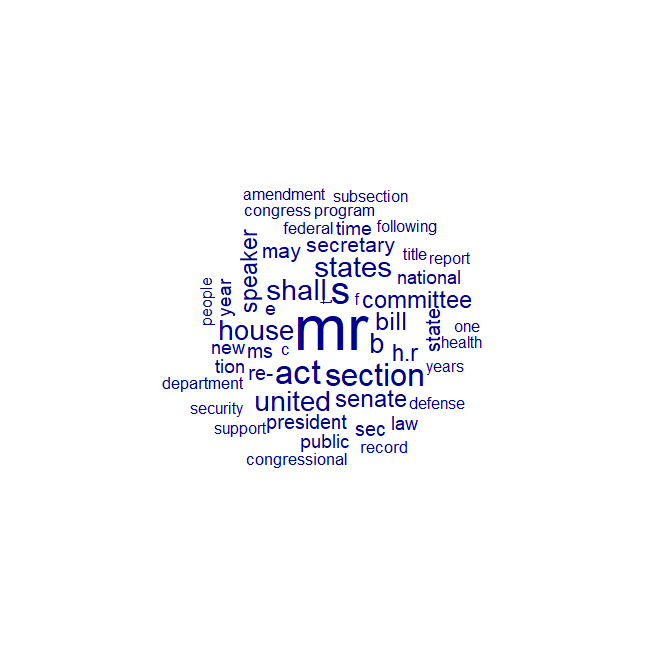 amendment subsection
congress program
federal time following
speaker may secretary title report
states national
people year shall s f committee
e mr bill state one
house b h.r health
new ms c
tion re- act section years
department
united senate defense
security
president sec law
support
public record
congressional